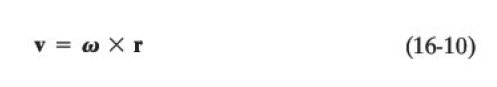 v = ω × r (16-10)